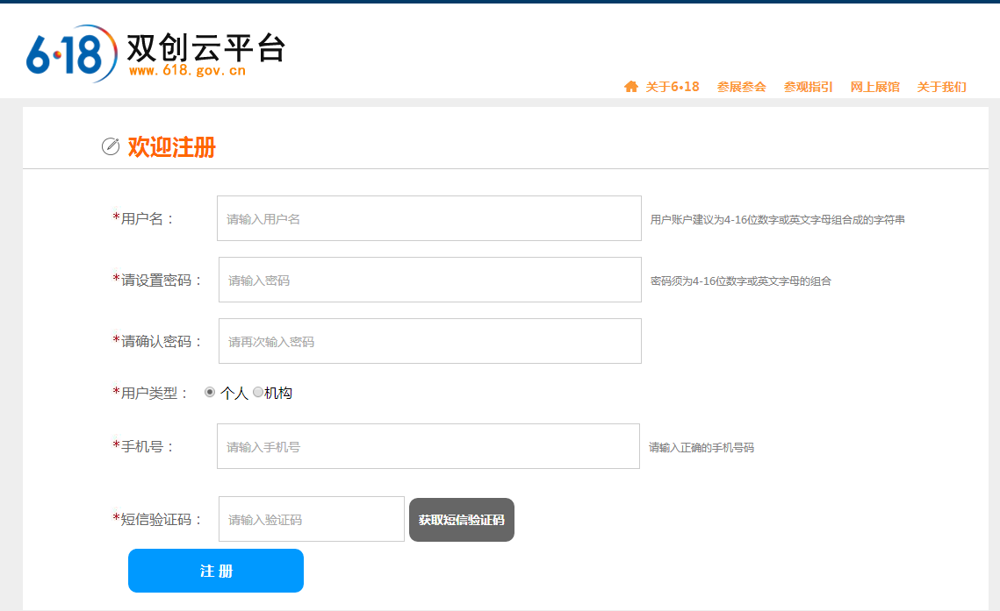 6·18 双创云平台
www.618.gov.cn
关于6·18 参展参会 参观指引 网上展馆 关于我们
欢迎注册
*用户名： 请输入用户名 用户账户建议为4-16位数字或英文字母组合成的字符串
*请设置密码： 请输入密码 密码须为4-16位数字或英文字母的组合
*请确认密码： 请再次输入密码
*用户类型： 个人 机构
*手机号： 请输入手机号 请输入正确的手机号码
*短信验证码： 请输入验证码 获取短信验证码
注 册